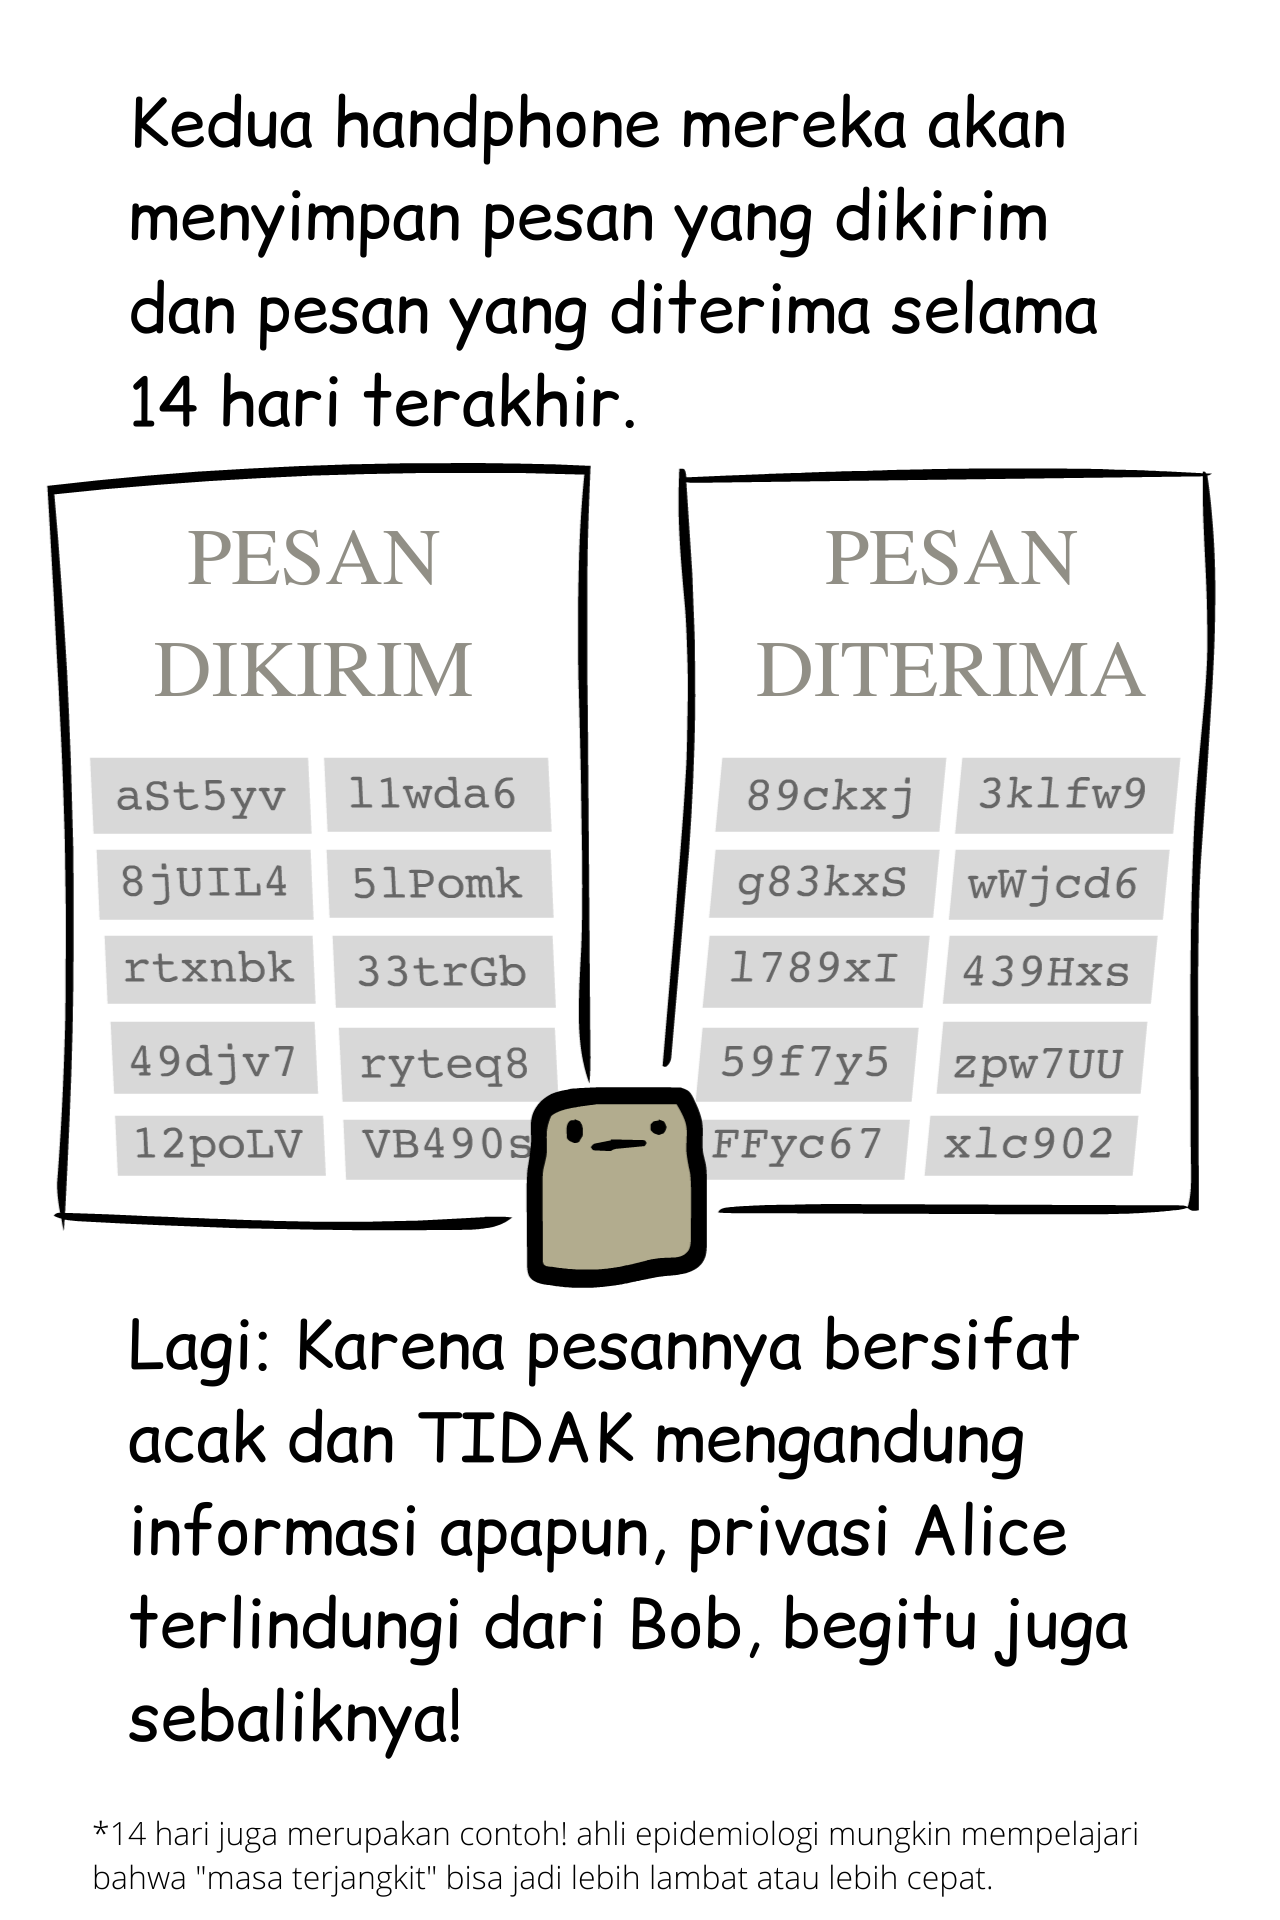 Kedua handphone mereka akan
menyimpan pesan yang dikirim
dan pesan yang diterima selama
14 hari terakhir.
PESAN
DIKIRIM
aSt5yv l1wda6
8jUIL4 5lPomk
rtxnbk 33trGb
49djv7 ryteq8
12poLV VB490s
PESAN
DITERIMA
89ckxj 3klfw9
g83kxS wWjcd6
l789xI 439Hxs
59f7y5 zpw7UU
FFyc67 xlc902
Lagi: Karena pesannya bersifat
acak dan TIDAK mengandung
informasi apapun, privasi Alice
terlindungi dari Bob, begitu juga
sebaliknya!
*14 hari juga merupakan contoh! ahli epidemiologi mungkin mempelajari
bahwa "masa terjangkit" bisa jadi lebih lambat atau lebih cepat.